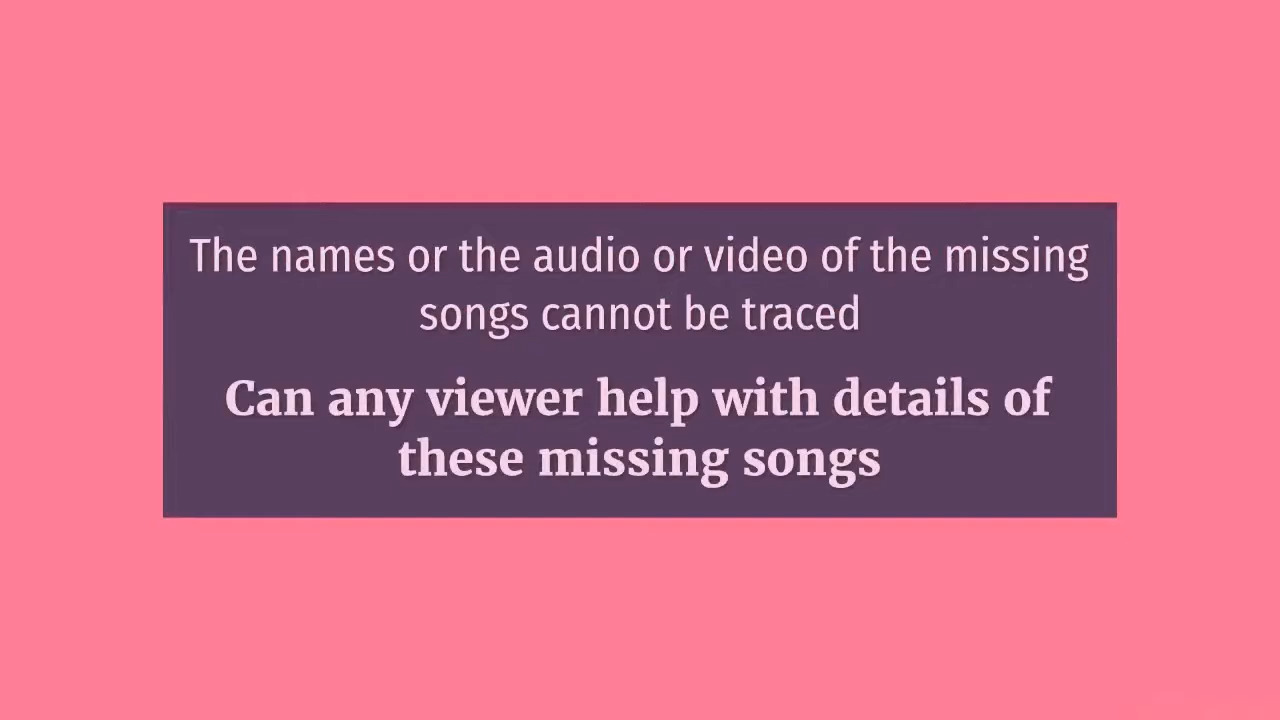 The names or the audio or video of the missing
songs cannot be traced
Can any viewer help with details of
these missing songs